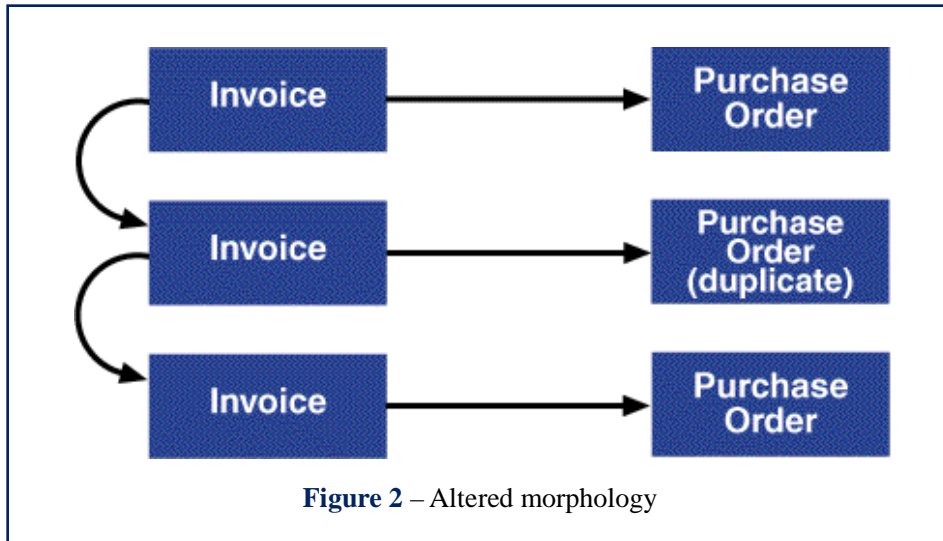 Invoice
Purchase
Order
Invoice
Purchase
Order
(duplicate)
Invoice
Purchase
Order
Figure 2 – Altered morphology